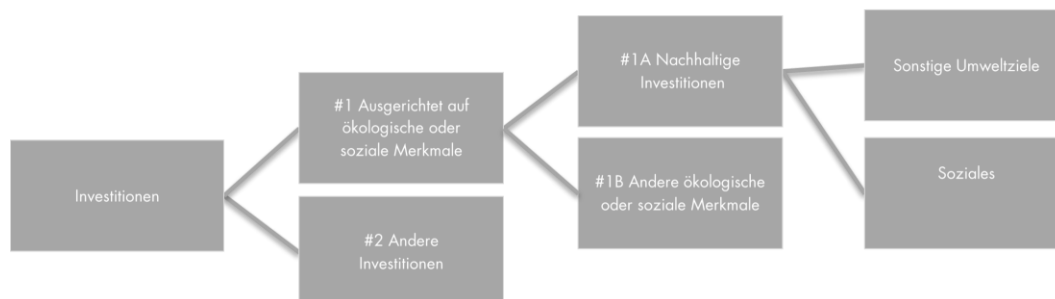 Investitionen
#1 Ausgerichtet auf
ökologische oder
soziale Merkmale
#2 Andere
Investitionen
#1A Nachhaltige
Investitionen
#1B Andere ökologische
oder soziale Merkmale
Sonstige Umweltziele
Soziales